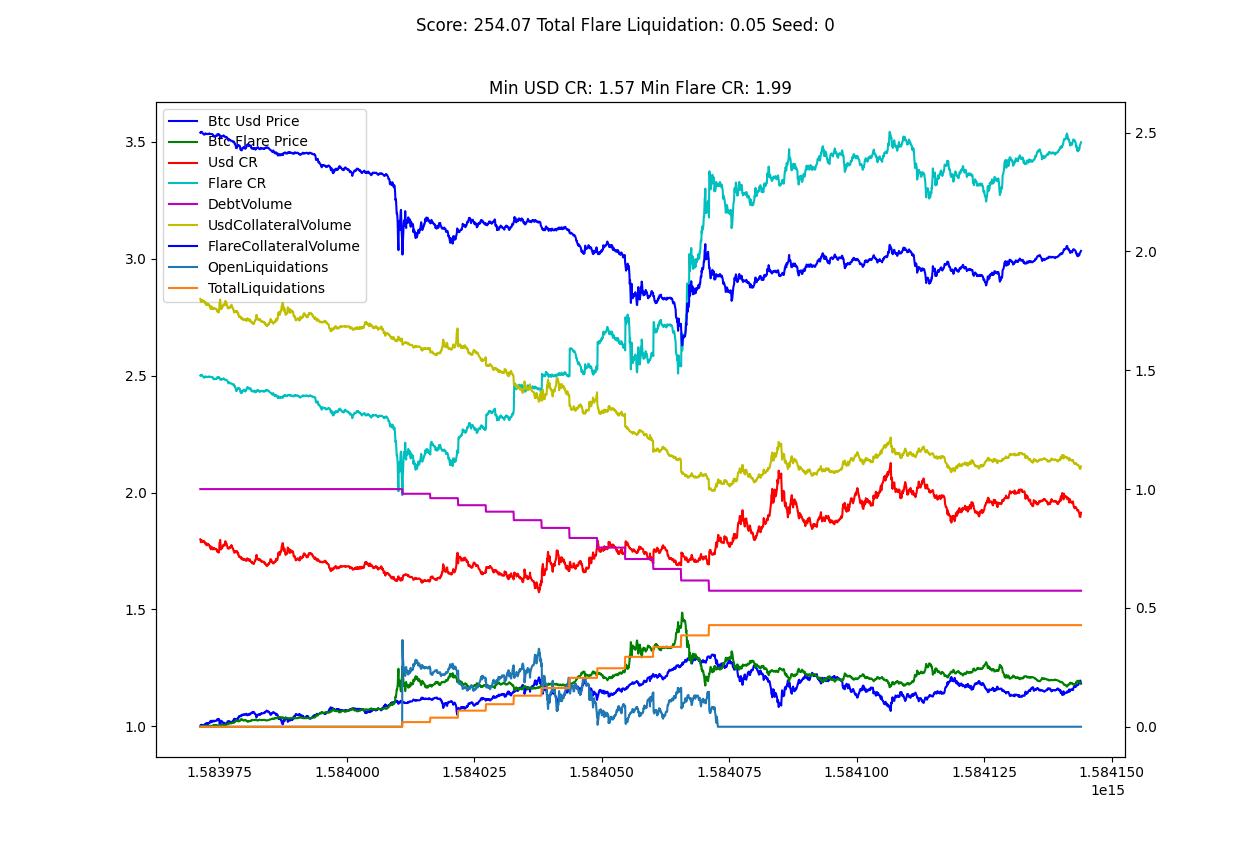 Score: 254.07 Total Flare Liquidation: 0.05 Seed: 0
Min USD CR: 1.57 Min Flare CR: 1.99
Btc Usd Price
Btc Flare Price
Usd CR
Flare CR
DebtVolume
UsdCollateralVolume
FlareCollateralVolume
OpenLiquidations
TotalLiquidations
3.5
3.0
2.5
2.0
1.5
1.0
2.5
2.0
1.5
1.0
0.5
0.0
1.583975 1.584000 1.584025 1.584050 1.584075 1.584100 1.584125 1.584150
1e15